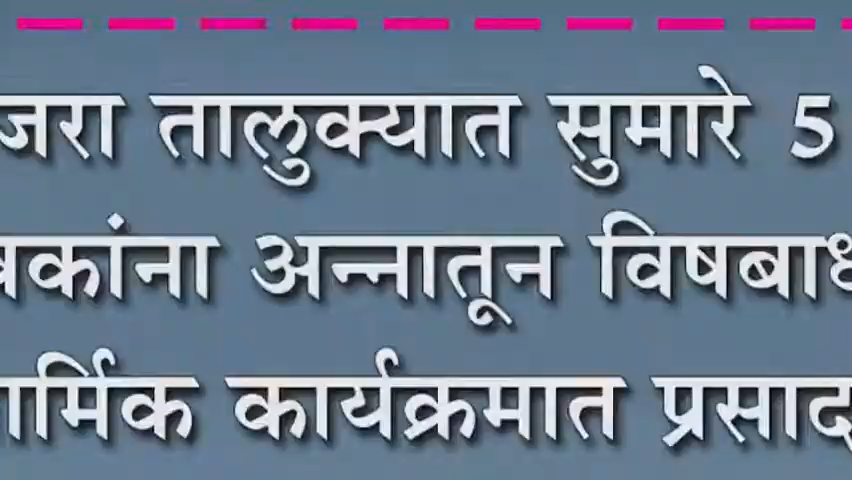 जरा तालुक्यात सुमारे 5
कांना अन्नातून विषबाध
ार्मिक कार्यक्रमात प्रसाद